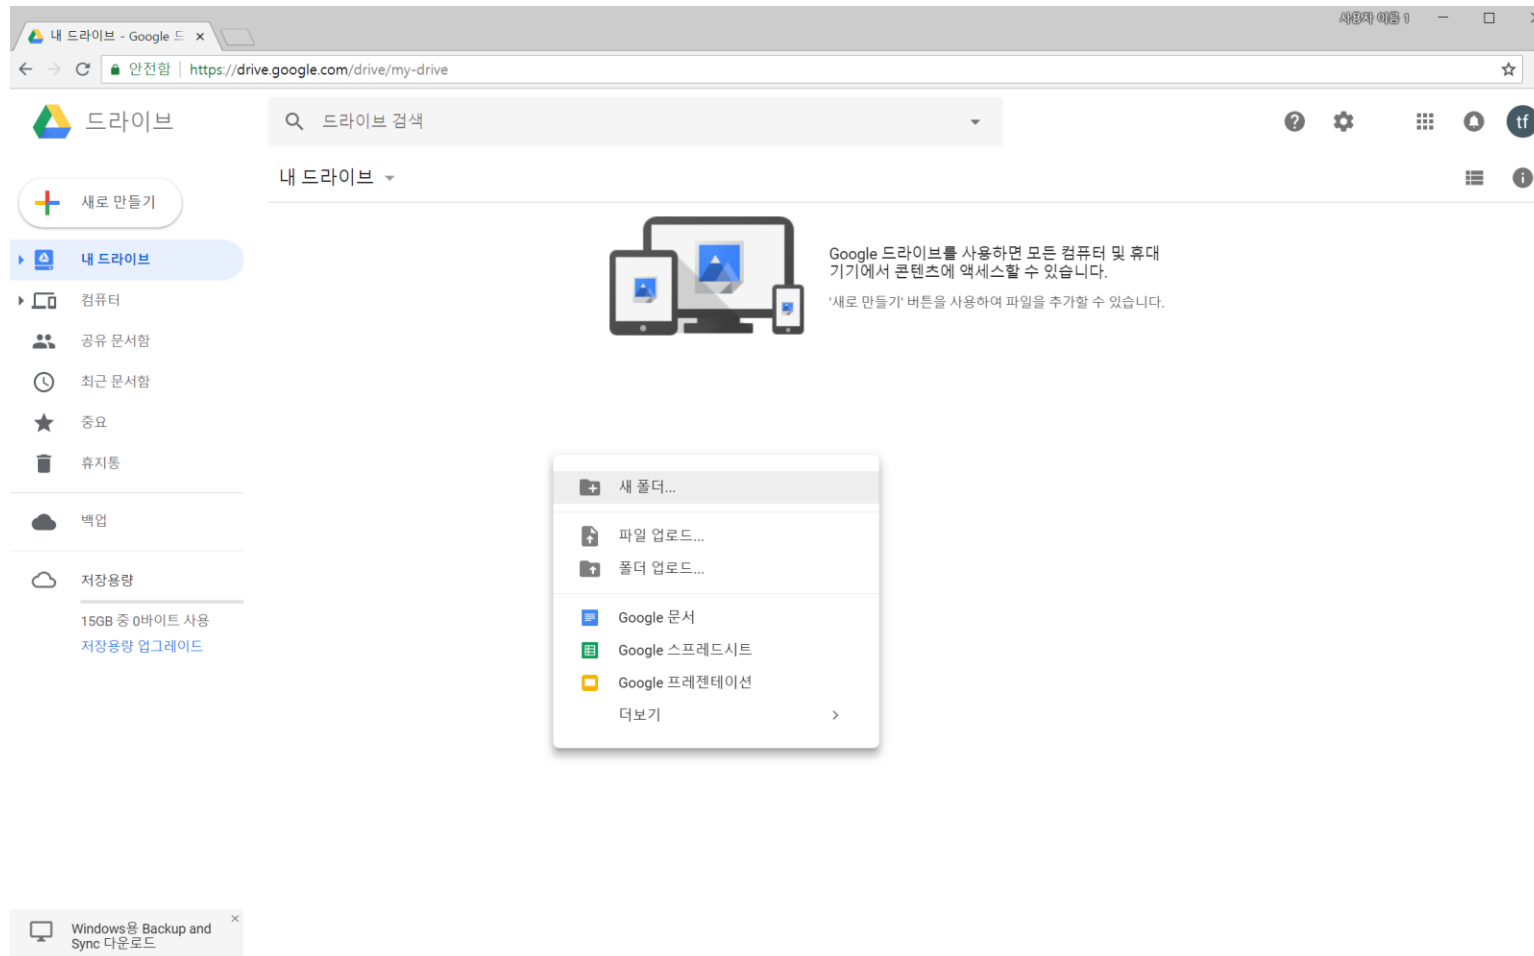 사용자 이름 1
내 드라이브 - Google 드
안전함
https://drive.google.com/drive/my-drive
드라이브
드라이브 검색
tf
내 드라이브
새로 만들기
내 드라이브
컴퓨터
공유 문서함
최근 문서함
중요
휴지통
백업
저장용량
15GB 중 0바이트 사용
저장용량 업그레이드
Google 드라이브를 사용하면 모든 컴퓨터 및 휴대
기기에서 콘텐츠에 액세스할 수 있습니다.
'새로 만들기' 버튼을 사용하여 파일을 추가할 수 있습니다.
새 폴더...
파일 업로드...
폴더 업로드...
Google 문서
Google 스프레드시트
Google 프레젠테이션
더보기
Windows용 Backup and
Sync 다운로드